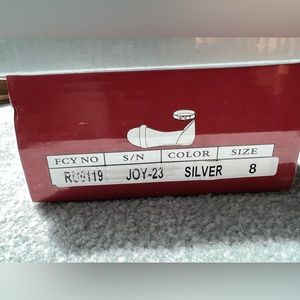 FCY NO S/N COLOR SIZE
RU9119 JOY-23 SILVER 8